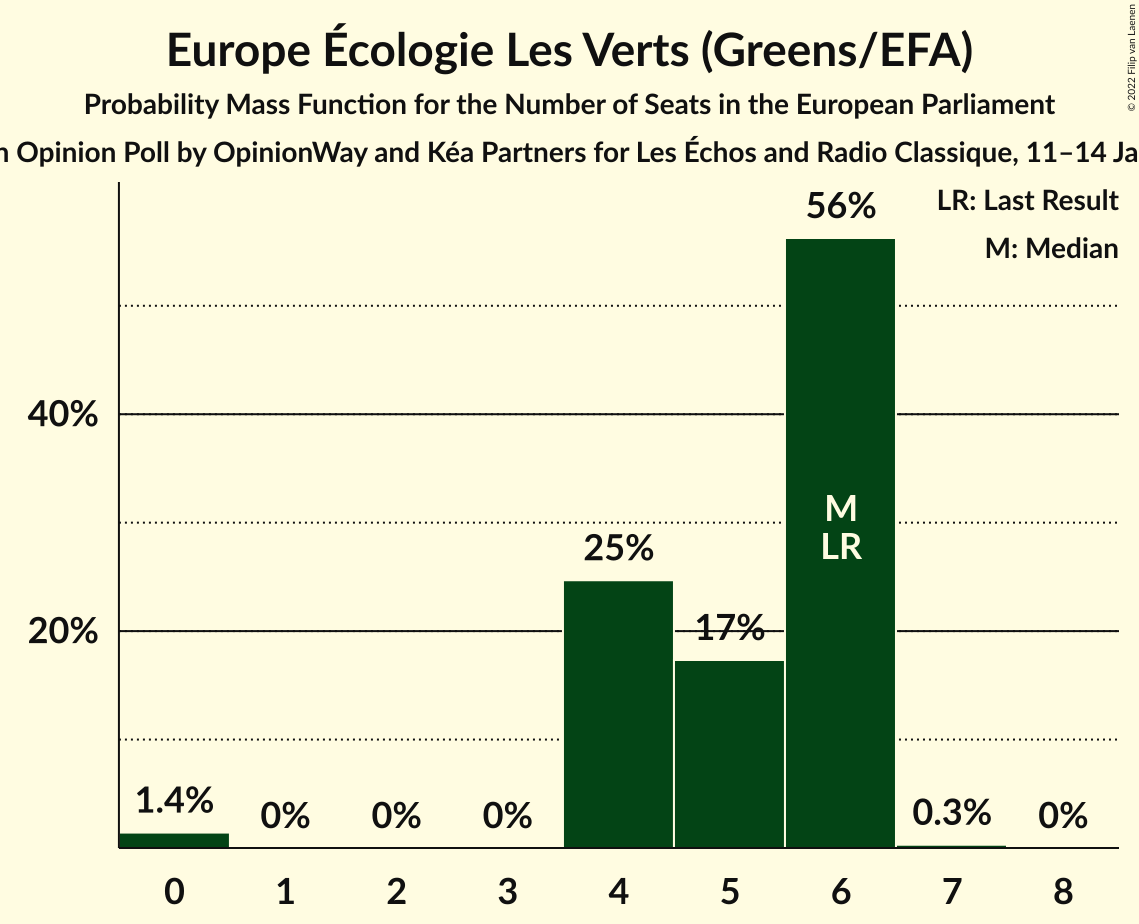 © 2022 Filip van Laenen
Europe Écologie Les Verts (Greens/EFA)
Probability Mass Function for the Number of Seats in the European Parliament
Opinion Poll by OpinionWay and Kéa Partners for Les Échos and Radio Classique, 11–14
LR: Last Result
M: Median
56%
40%
M
LR
25%
20%
17%
1.4%
0%
0%
0%
0.3%
0%
0 1 2 3 4 5 6 7 8